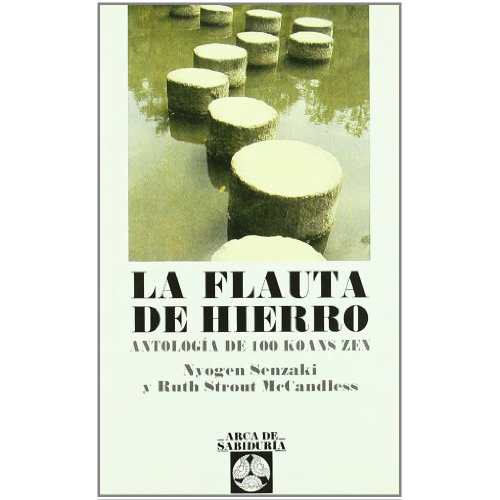 LA FLAUTA
DE HIERRO
ANTOLOGÍA DE 100 KOANS ZEN
Nyogen Senzaki
y Ruth Strout McCandless
ARCA DE
SABIDURÍA